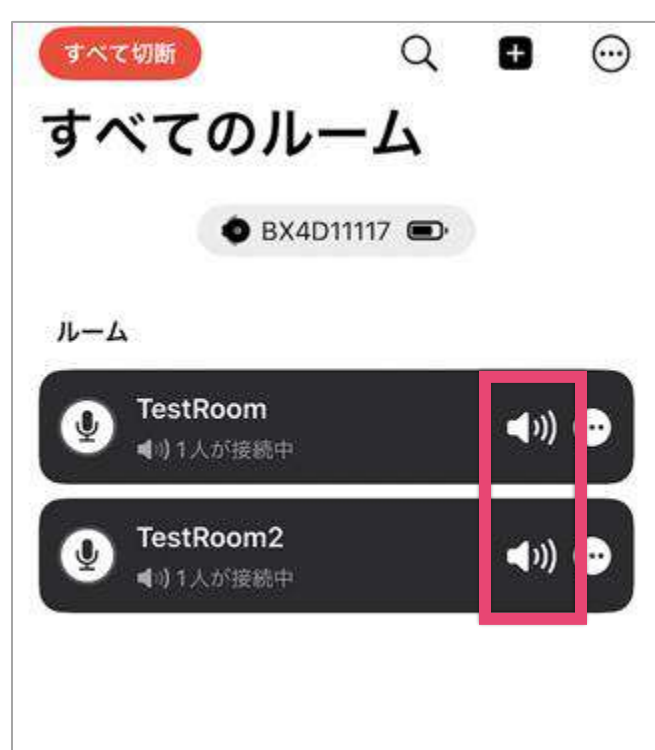 すべて切断
すべてのルーム
BX4D11117
ルーム
TestRoom
1人が接続中
TestRoom2
1人が接続中